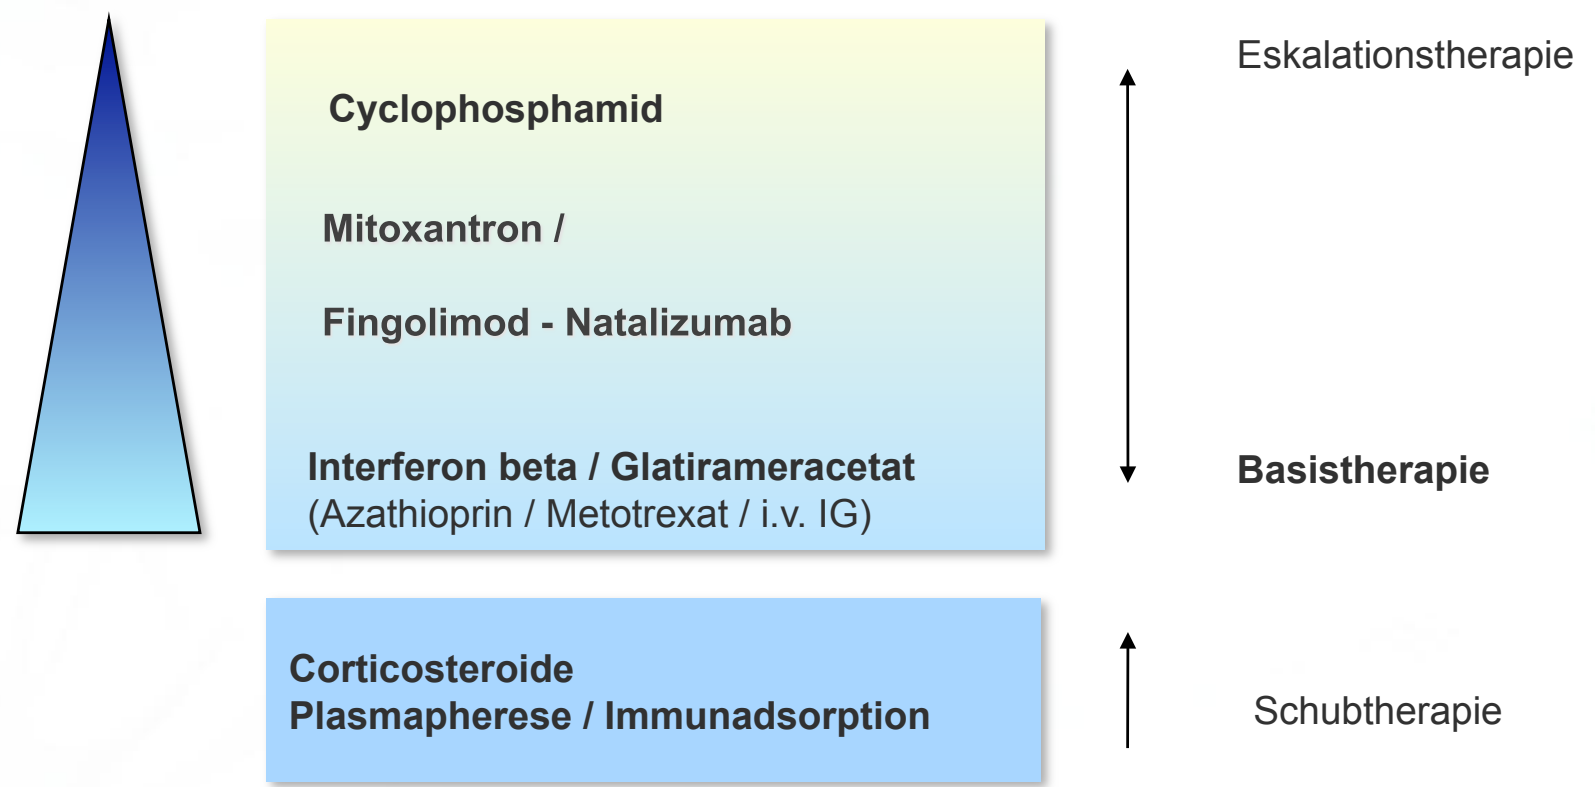 Eskalationstherapie
Cyclophosphamid
Mitoxantron /
Fingolimod - Natalizumab
Interferon beta / Glatirameracetat
(Azathioprin / Metotrexat / i.v. IG)
Basistherapie
Corticosteroide
Plasmapherese / Immunadsorption
Schubtherapie